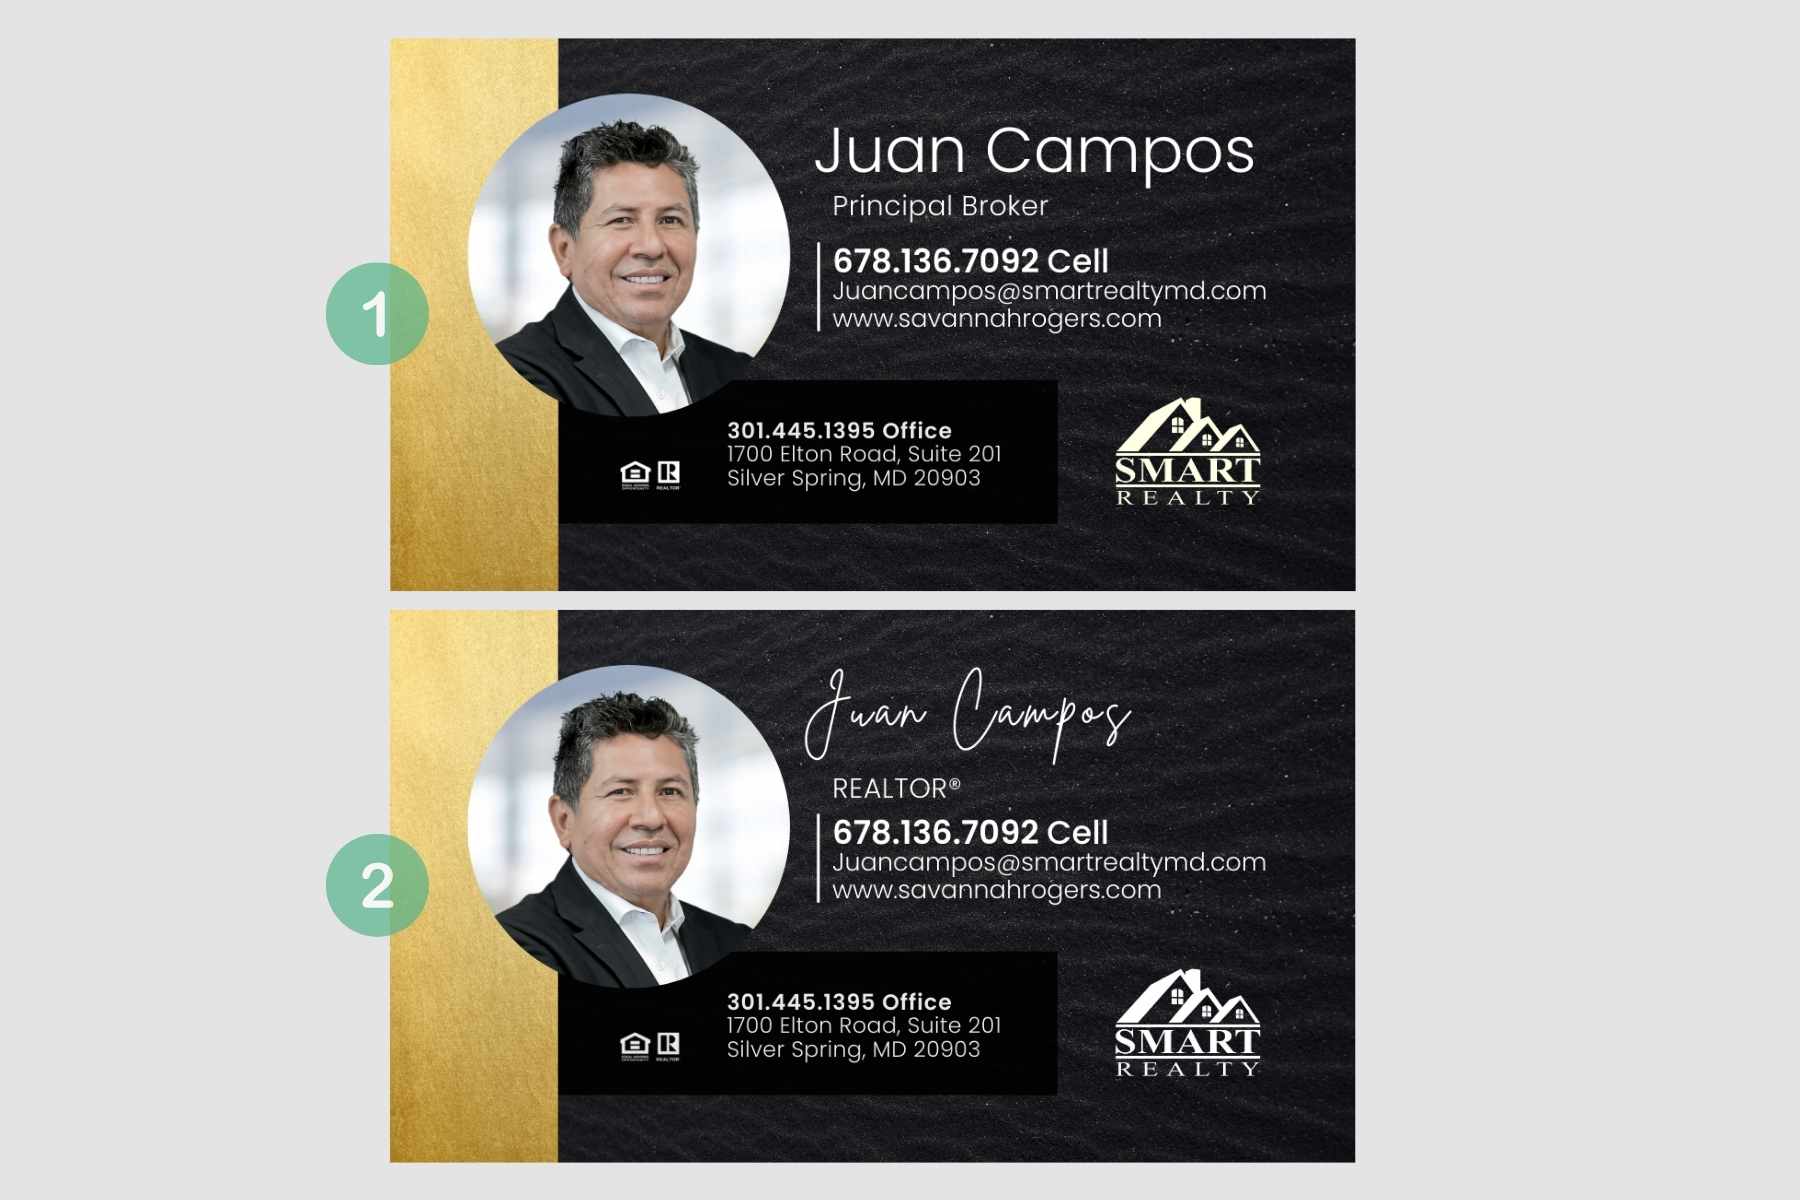 1
Juan Campos
Principal Broker
678.136.7092 Cell
Juancampos@smartrealtymd.com
www.savannahrogers.com
301.445.1395 Office
1700 Elton Road, Suite 201
Silver Spring, MD 20903
REALTOR
SMART
REALTY
2
Juan Campos
REALTOR®
678.136.7092 Cell
Juancampos@smartrealtymd.com
www.savannahrogers.com
301.445.1395 Office
1700 Elton Road, Suite 201
Silver Spring, MD 20903
REALTOR
SMART
REALTY